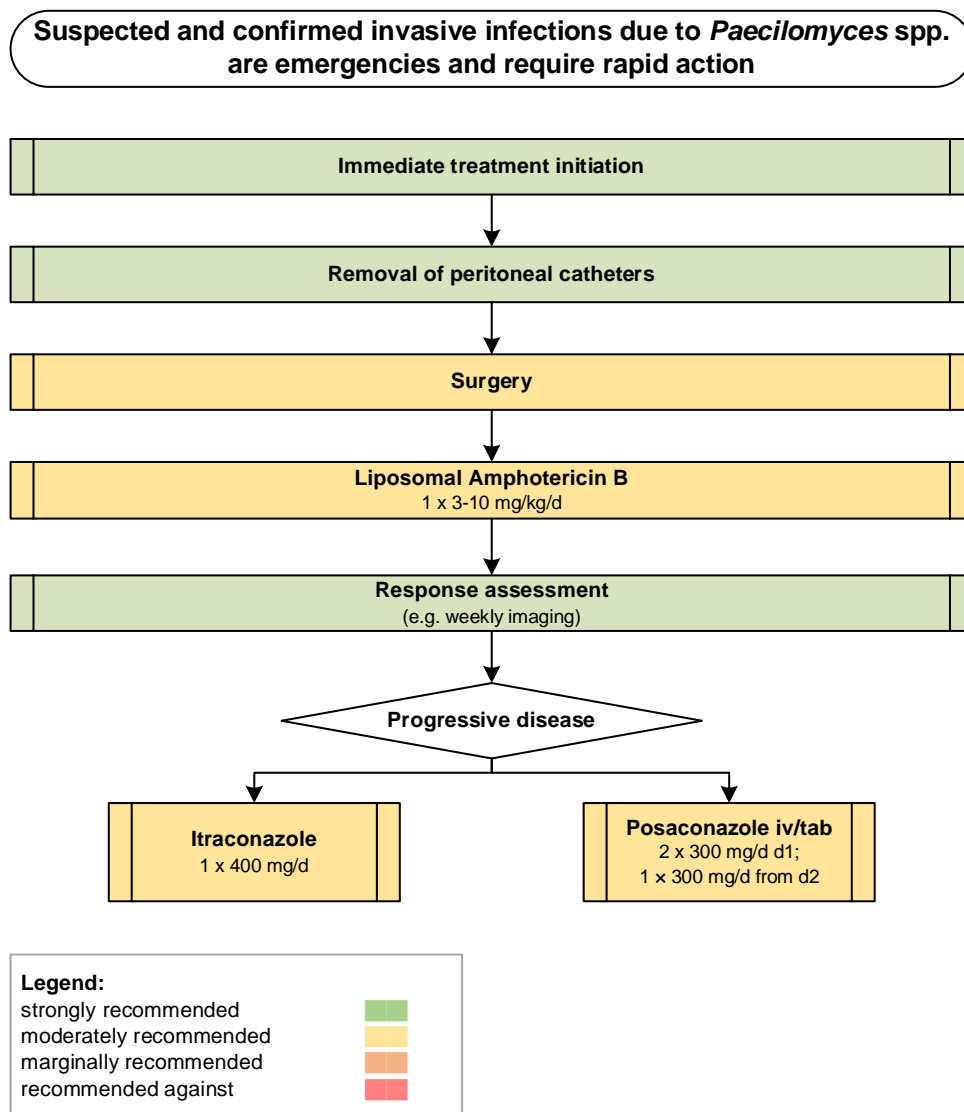 Suspected and confirmed invasive infections due to Paecilomyces spp.
are emergencies and require rapid action
Immediate treatment initiation
Removal of peritoneal catheters
Surgery
Liposomal Amphotericin B
1 x 3-10 mg/kg/d
Response assessment
(e.g. weekly imaging)
Progressive disease
Itraconazole
1 x 400 mg/d
Posaconazole iv/tab
2 x 300 mg/d d1;
1 × 300 mg/d from d2
Legend:
strongly recommended
moderately recommended
marginally recommended
recommended against